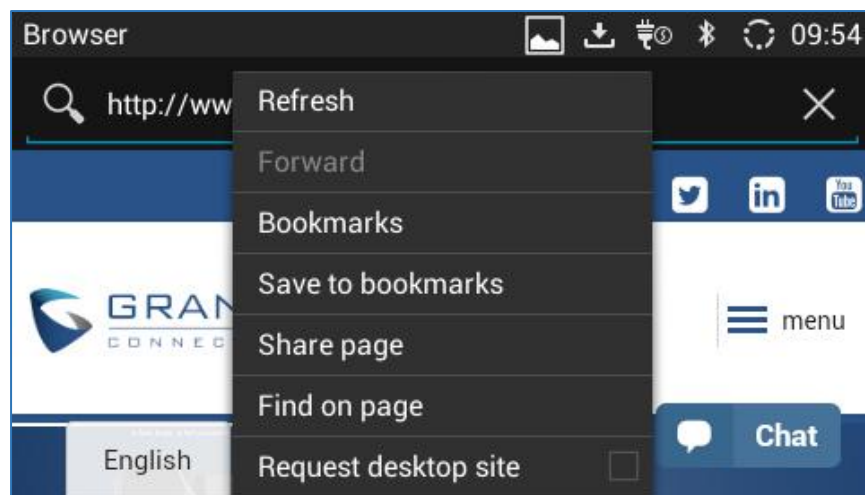 Browser 09:54
http://ww
Refresh
Forward
Bookmarks
You
Tube
in
Save to bookmarks
GRAN
CONNEC
menu
Share page
Find on page
Chat
English
Request desktop site